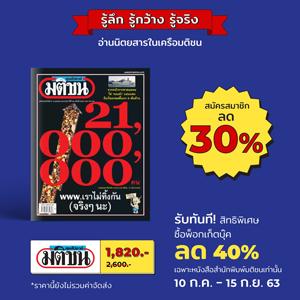 รู้ลึก รู้กว้าง รู้จริง
อ่านนิตยสารในเครือมติชน
มติชน
21,
000,
000
คน
www.เราไม่ทิ้งกัน
(จริงๆ นะ)
สมัครสมาชิก
ลด
30%
มติชน
1,820.-
2,600.-
*ราคานี้ยังไม่รวมค่าจัดส่ง
รับทันที! สิทธิพิเศษ
ซื้อพ็อกเก็ตบุ๊ค
ลด 40%
เฉพาะหนังสือสำนักพิมพ์มติชนเท่านั้น
10 ก.ค. - 15 ก.ย. 63